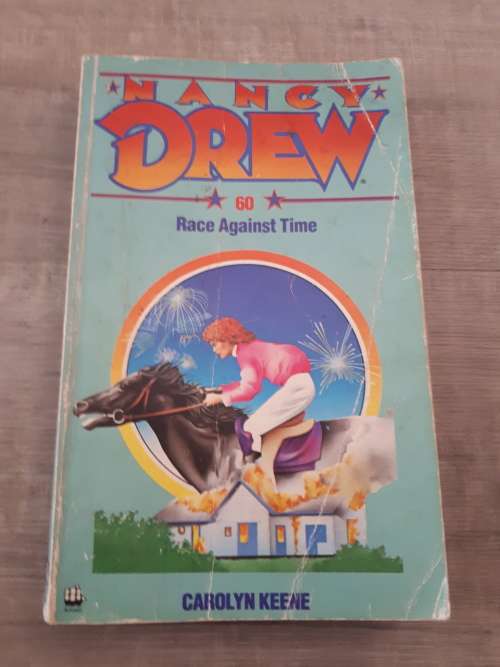 NANCY
DREW
60
Race Against Time
CAROLYN KEENE